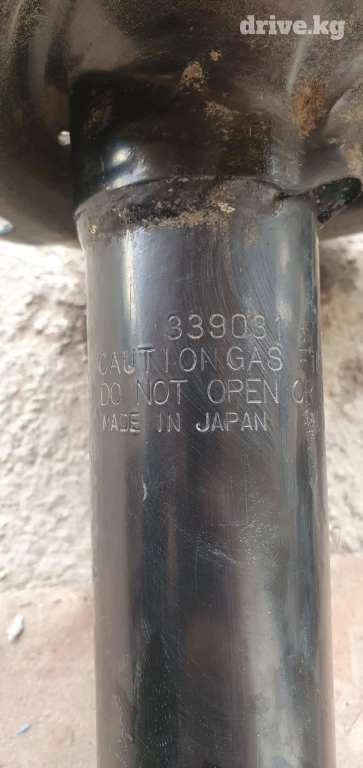 drive.kg
339031
CAUTION GAS
DO NOT OPEN
MADE IN JAPAN